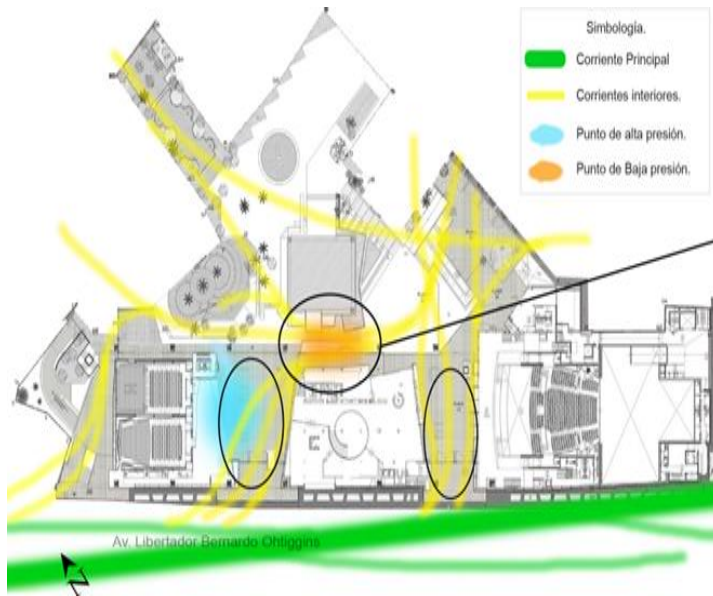 Simbología.
Corriente Principal
Corrientes interiores.
Punto de alta presión.
Punto de Baja presión.
Av. Libertador Bernardo Ohtiggins
N